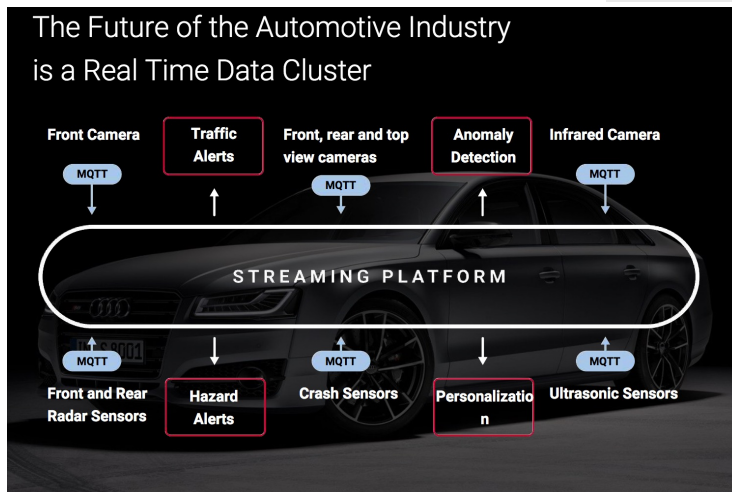 The Future of the Automotive Industry
is a Real Time Data Cluster
Front Camera
Traffic
Alerts
Front, rear and top
view cameras
Anomaly
Detection
Infrared Camera
MQTT
MQTT
MQTT
STREAMING PLATFORM
MQTT
MQTT
MQTT
Front and Rear
Radar Sensors
Hazard
Alerts
Crash Sensors
Personalizatio
n
Ultrasonic Sensors